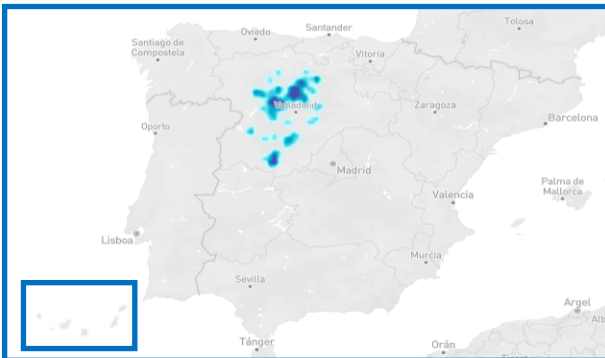 Tolosa
Santander
Oviedo
Santiago de
Compostela
Vitoria
Valladolid
Zaragoza
Barcelona
Oporto
Madrid
Palma de
Mallorca
Valencia
Lisboa
Murcia
Sevilla
Argel
Tánger
Orán